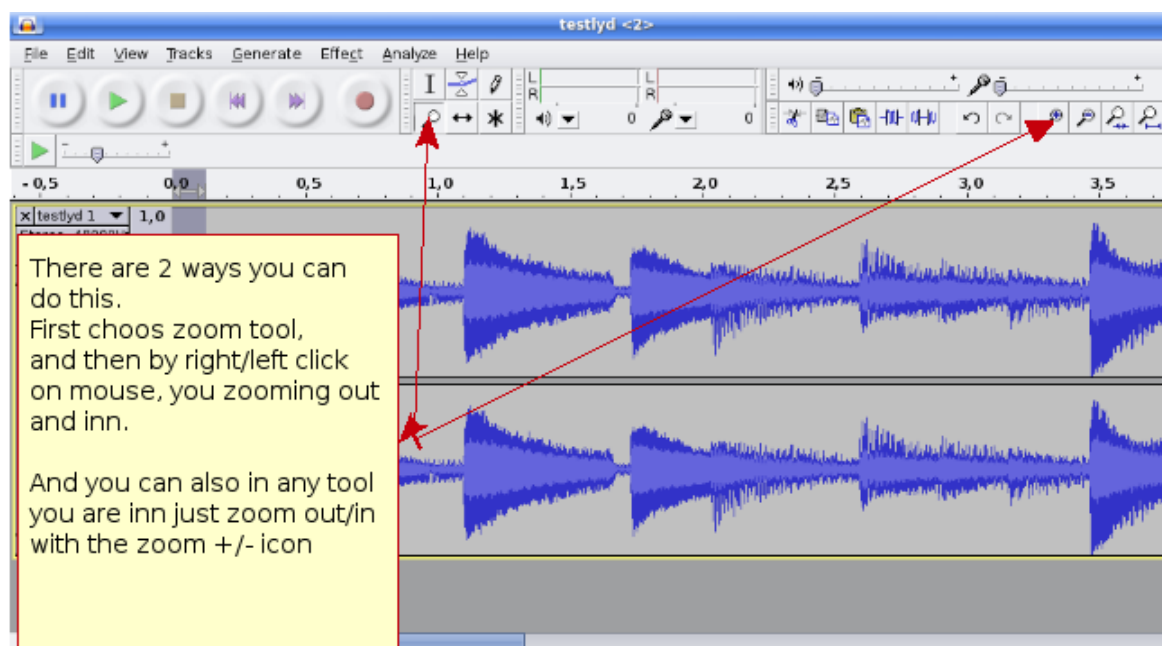 testlyd <2>
File Edit View Tracks Generate Effect Analyze Help
L
R
L
R
0
0
- 0,5 0,0 0,5 1,0 1,5 2,0 2,5 3,0 3,5
testlyd 1 1,0
There are 2 ways you can
do this.
First choos zoom tool,
and then by right/left click
on mouse, you zooming out
and inn.
And you can also in any tool
you are inn just zoom out/in
with the zoom +/- icon